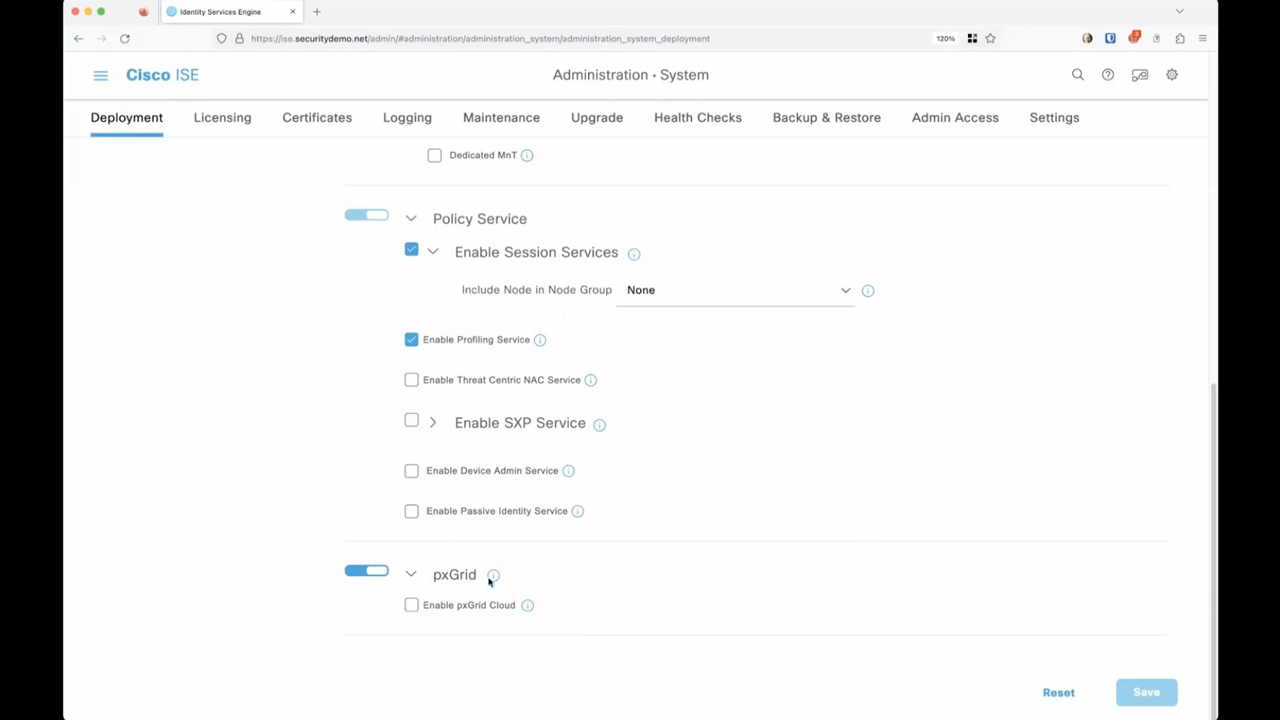 Identity Services Engine
https://ise.securitydemo.net/admin/#administration/administration_system/administration_system_deployment
120%
Cisco ISE
Administration · System
Deployment
Licensing
Certificates
Logging
Maintenance
Upgrade
Health Checks
Backup & Restore
Admin Access
Settings
Dedicated MnT
Policy Service
Enable Session Services
Include Node in Node Group
None
Enable Profiling Service
Enable Threat Centric NAC Service
Enable SXP Service
Enable Device Admin Service
Enable Passive Identity Service
pxGrid
Enable pxGrid Cloud
Reset
Save